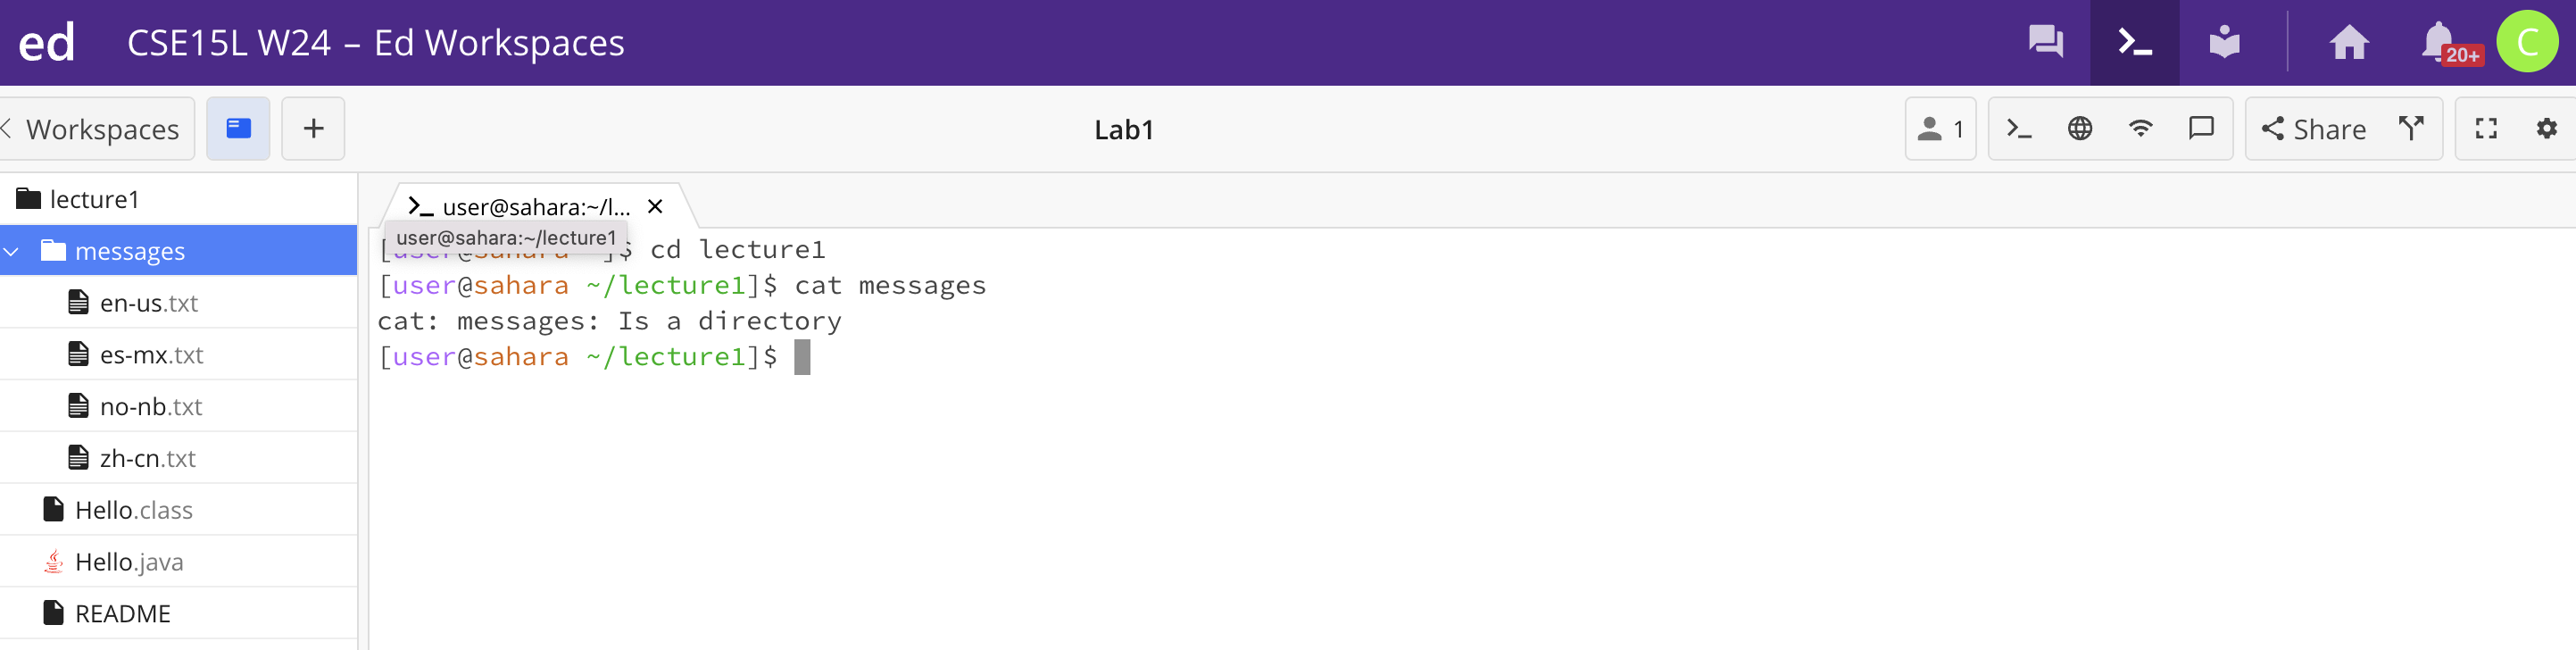 ed CSE15L W24 – Ed Workspaces 20+ C
Workspaces + Lab1 1 Share
lecture1
messages
en-us.txt
es-mx.txt
no-nb.txt
zh-cn.txt
Hello.class
Hello.java
README
user@sahara:~/l...
user@sahara:~/lecture1
[user@sahara ~]$ cd lecture1
[user@sahara ~/lecture1]$ cat messages
cat: messages: Is a directory
[user@sahara ~/lecture1]$